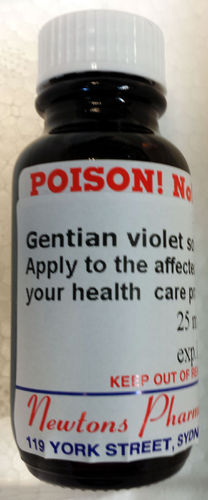 POISON! No
Gentian violet so
Apply to the affecte
your health care p
25 m
exp.
KEEP OUT OF RE
Newtons Pharm
119 YORK STREET, SYDN